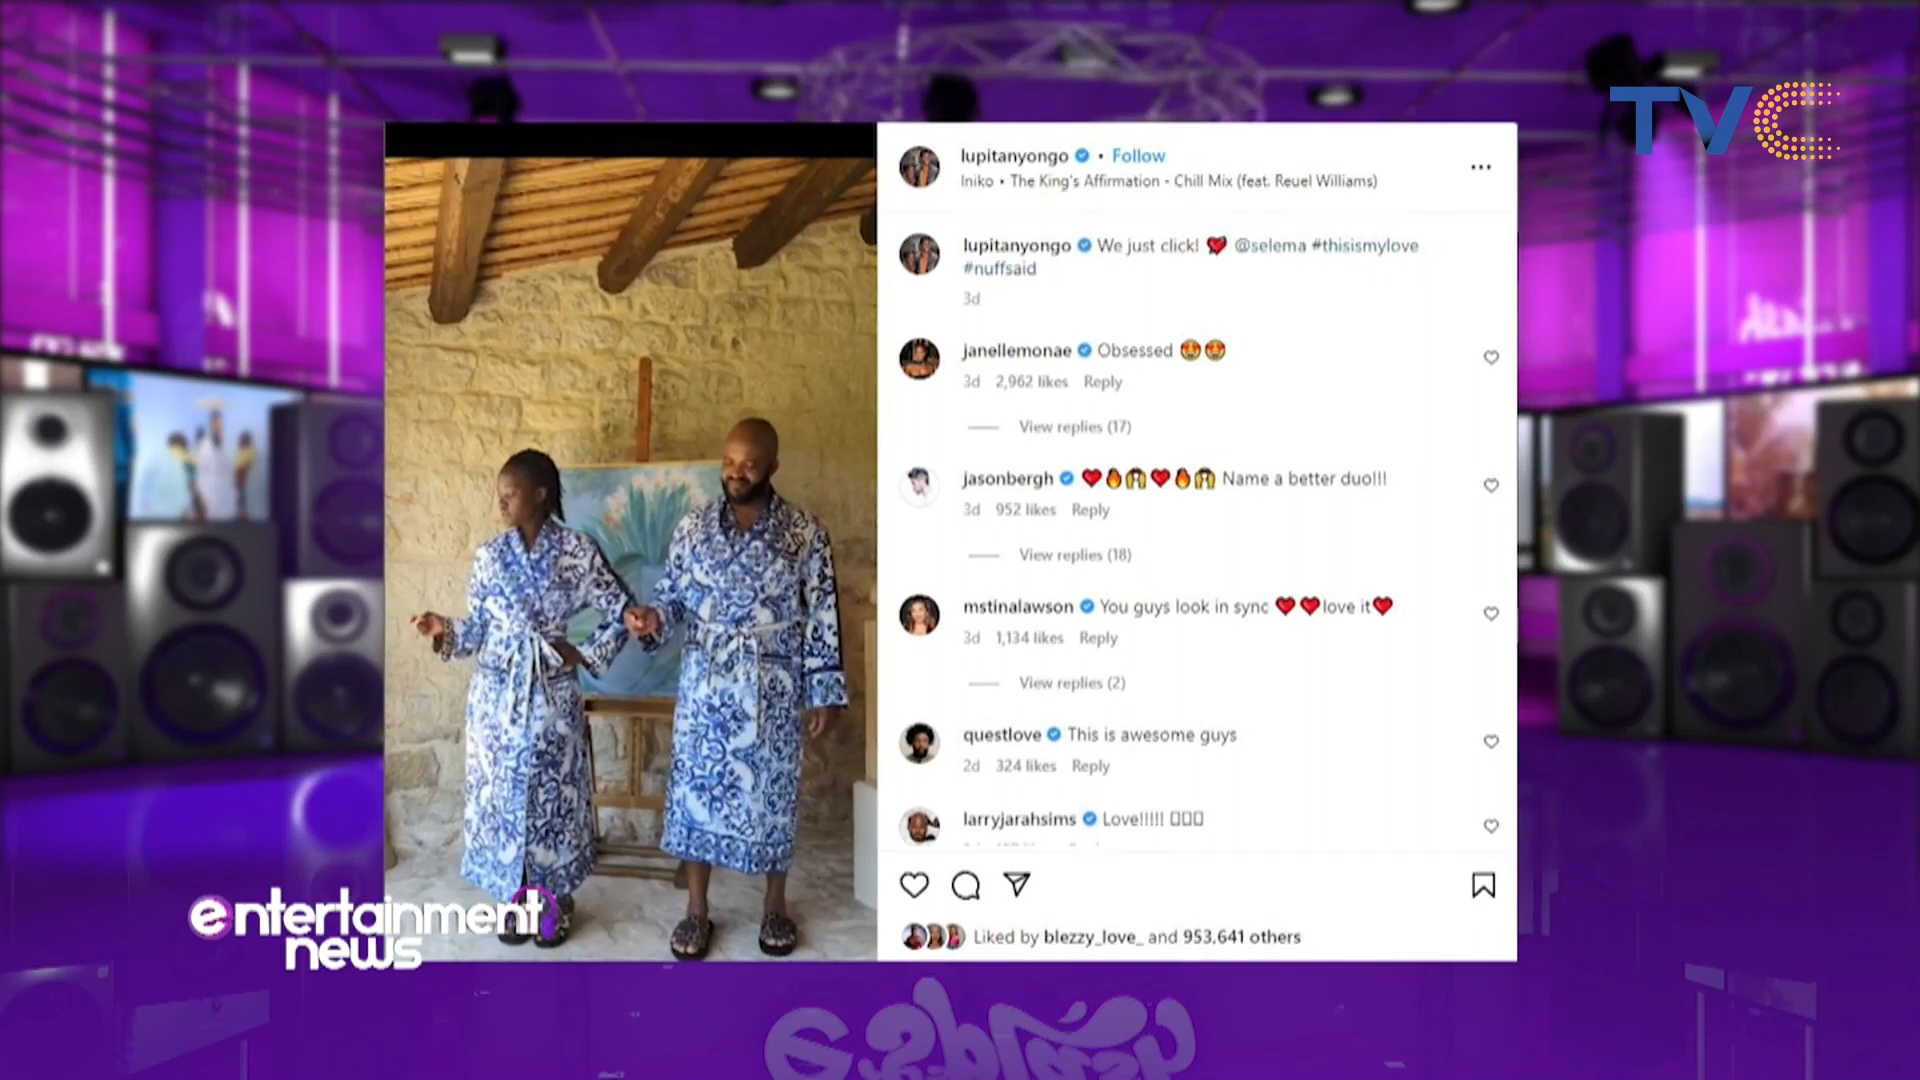 TVC
lupitanyongo • Follow
Iniko • The King's Affirmation - Chill Mix (feat. Reuel Williams)
lupitanyongo We just click! ❤️ @selema #thisismylove
#nuffsaid
3d
janellemonae Obsessed 😍😍
3d 2,962 likes Reply
View replies (17)
jasonbergh ❤️🔥😭❤️🔥😭 Name a better duo!!!
3d 952 likes Reply
View replies (18)
mstinalawson You guys look in sync ❤️❤️love it❤️
3d 1,134 likes Reply
View replies (2)
questlove This is awesome guys
2d 324 likes Reply
larryjarahsims Love!!!!! ▯▯▯
Liked by blezzy_love_ and 953,641 others
entertainment
news